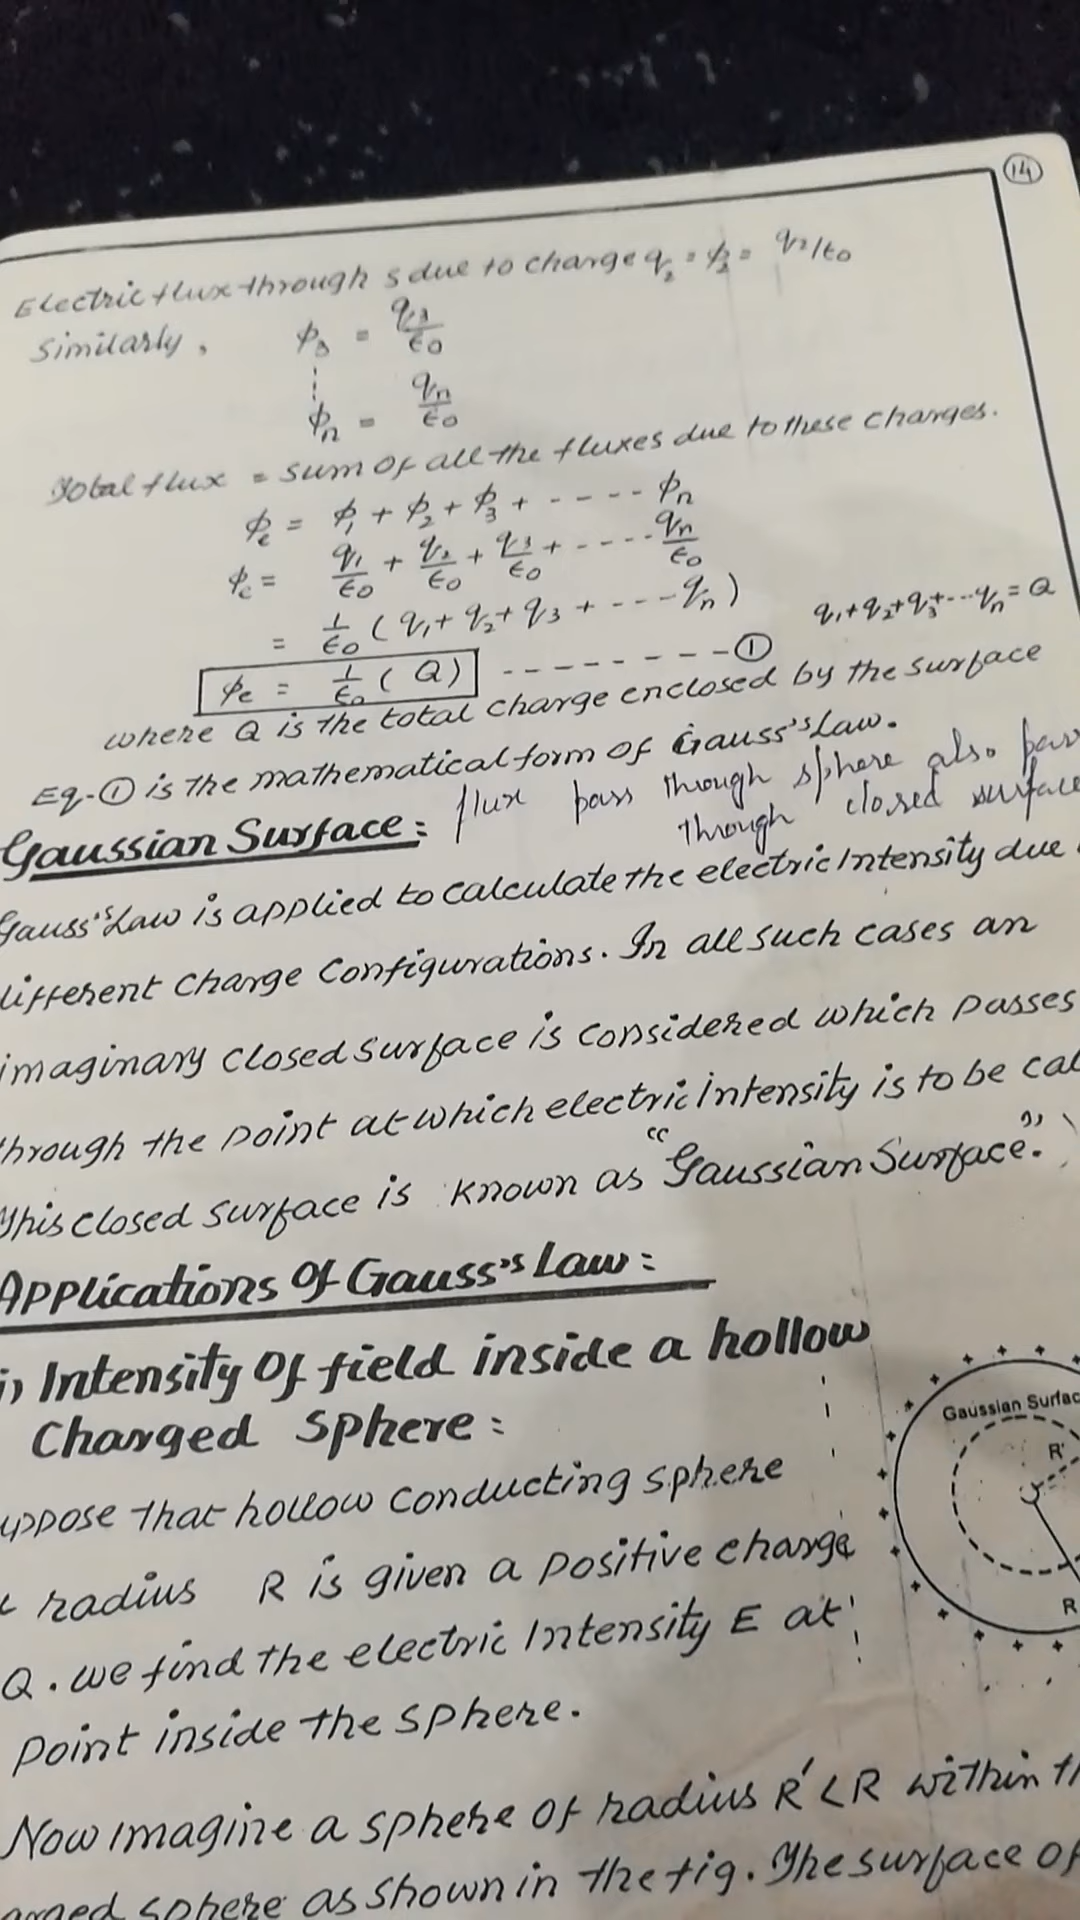 14
Electric flux through S due to charge q₂ = ϕ₂ = q₂/ε₀
Similarly, ϕ₃ = q₃/ε₀
⋮
ϕn = qn/ε₀
Total flux = sum of all the fluxes due to these charges.
ϕe = ϕ₁ + ϕ₂ + ϕ₃ + ---- ϕn
ϕe = q₁/ε₀ + q₂/ε₀ + q₃/ε₀ + ---- qn/ε₀
= 1/ε₀ (q₁ + q₂ + q₃ + --- qn) q₁+q₂+q₃+---qn = Q
ϕe = 1/ε₀ (Q) -------- ①
where Q is the total charge enclosed by the surface
Eq-① is the mathematical form of Gauss's Law.
Gaussian Surface: flux pass through sphere also pass
through closed surface
Gauss's Law is applied to calculate the electric Intensity due
different Charge Configurations. In all such cases an
imaginary closed surface is considered which passes
through the point at which electric intensity is to be cal
This closed surface is known as "Gaussian Surface."
Applications Of Gauss's Law:
i) Intensity Of field inside a hollow
Charged Sphere:
uppose that hollow conducting sphere
radius R is given a positive charge
Q. we find the electric Intensity E at
point inside the sphere.
Gaussian Surfac
R'
R
Now imagine a sphere of radius R' < R within th
arged sphere as shown in the fig. The surface of